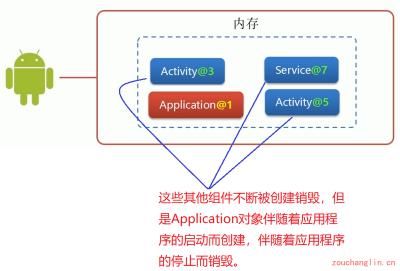 内存
Activity@3
Service@7
Application@1
Activity@5
这些其他组件不断被创建销毁，但
是Application对象伴随着应用程
序的启动而创建，伴随着应用程序
的停止而销毁。
zouchanglin.cn